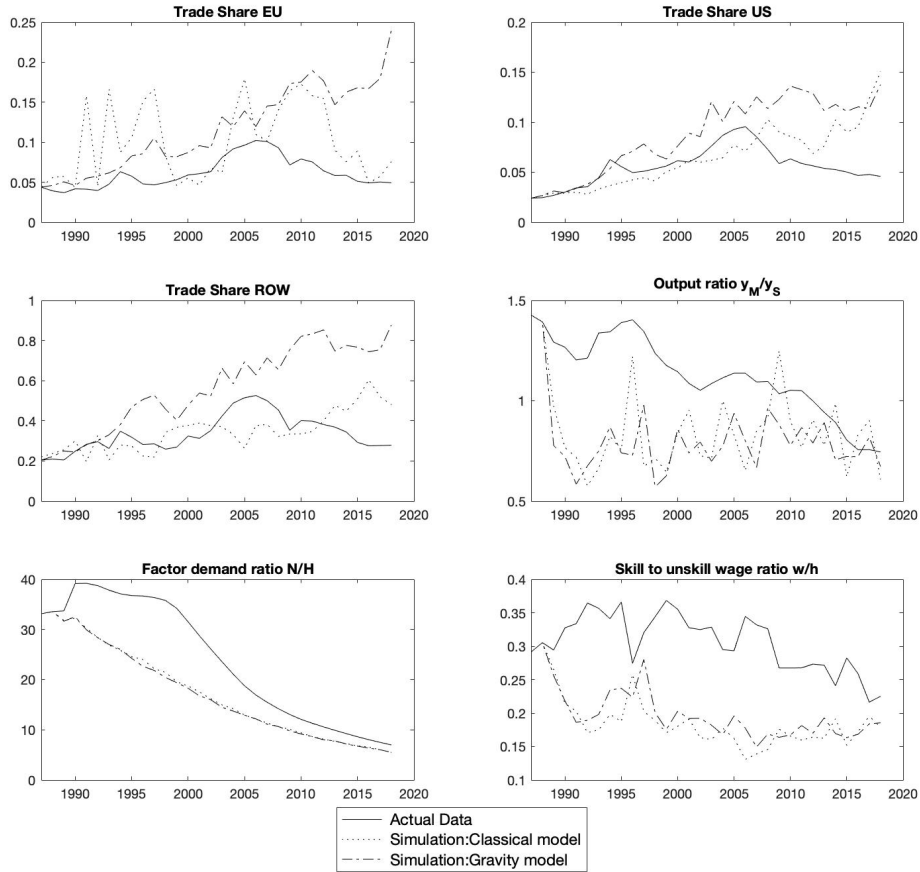 Trade Share EU
0.25
0.2
0.15
0.1
0.05
0
1990 1995 2000 2005 2010 2015 2020
Trade Share US
0.2
0.15
0.1
0.05
0
1990 1995 2000 2005 2010 2015 2020
Trade Share ROW
1
0.8
0.6
0.4
0.2
0
1990 1995 2000 2005 2010 2015 2020
Output ratio y_M/y_S
1.5
1
0.5
1990 1995 2000 2005 2010 2015 2020
Factor demand ratio N/H
40
30
20
10
0
1990 1995 2000 2005 2010 2015 2020
Skill to unskill wage ratio w/h
0.4
0.35
0.3
0.25
0.2
0.15
0.1
1990 1995 2000 2005 2010 2015 2020
Actual Data
Simulation:Classical model
Simulation:Gravity model